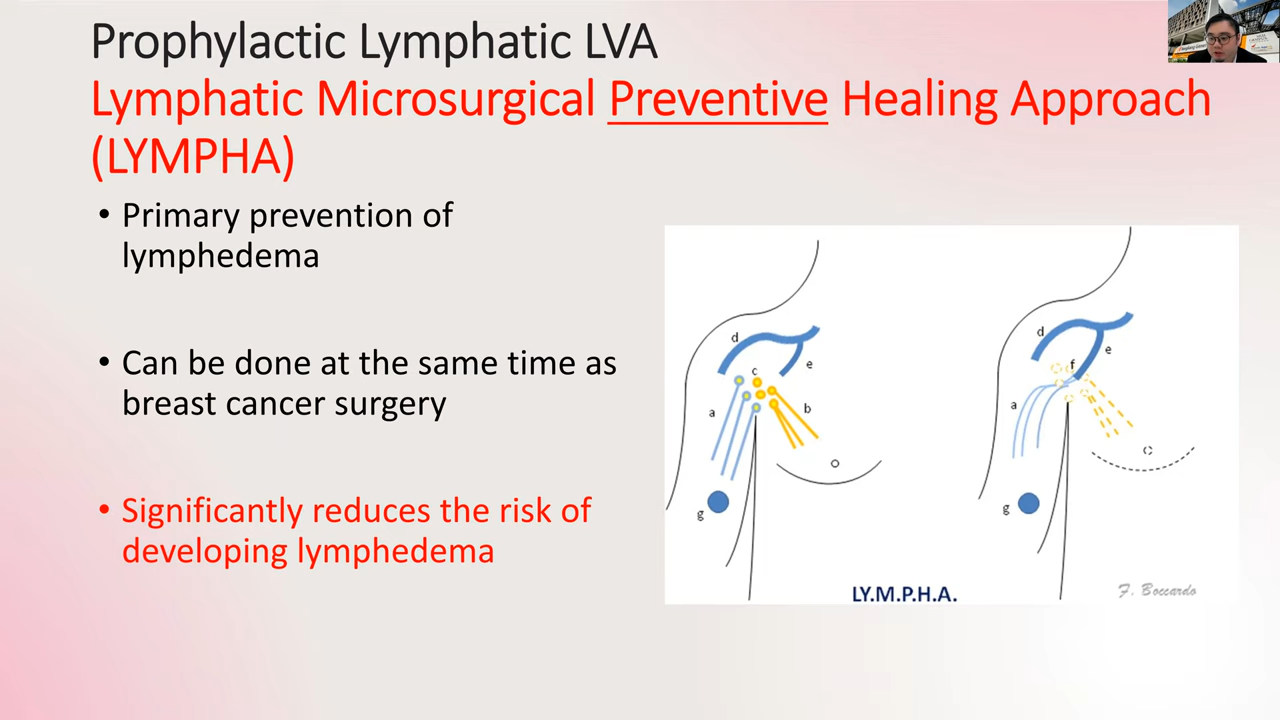 Prophylactic Lymphatic LVA
Lymphatic Microsurgical Preventive Healing Approach
(LYMPHA)
• Primary prevention of
lymphedema
• Can be done at the same time as
breast cancer surgery
• Significantly reduces the risk of
developing lymphedema
d
e
c
a
b
g
d
e
f
a
g
LY.M.P.H.A.
F. Boccardo